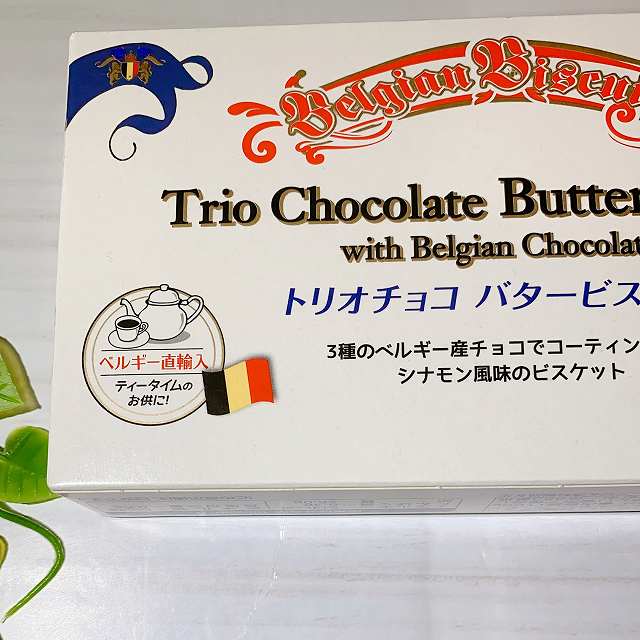 Belgian Biscu
Trio Chocolate Butter
with Belgian Chocolat
トリオチョコ バタービス
3種のベルギー産チョコでコーティン
シナモン風味のビスケット
ベルギー直輸入
ティータイムの
お供に!